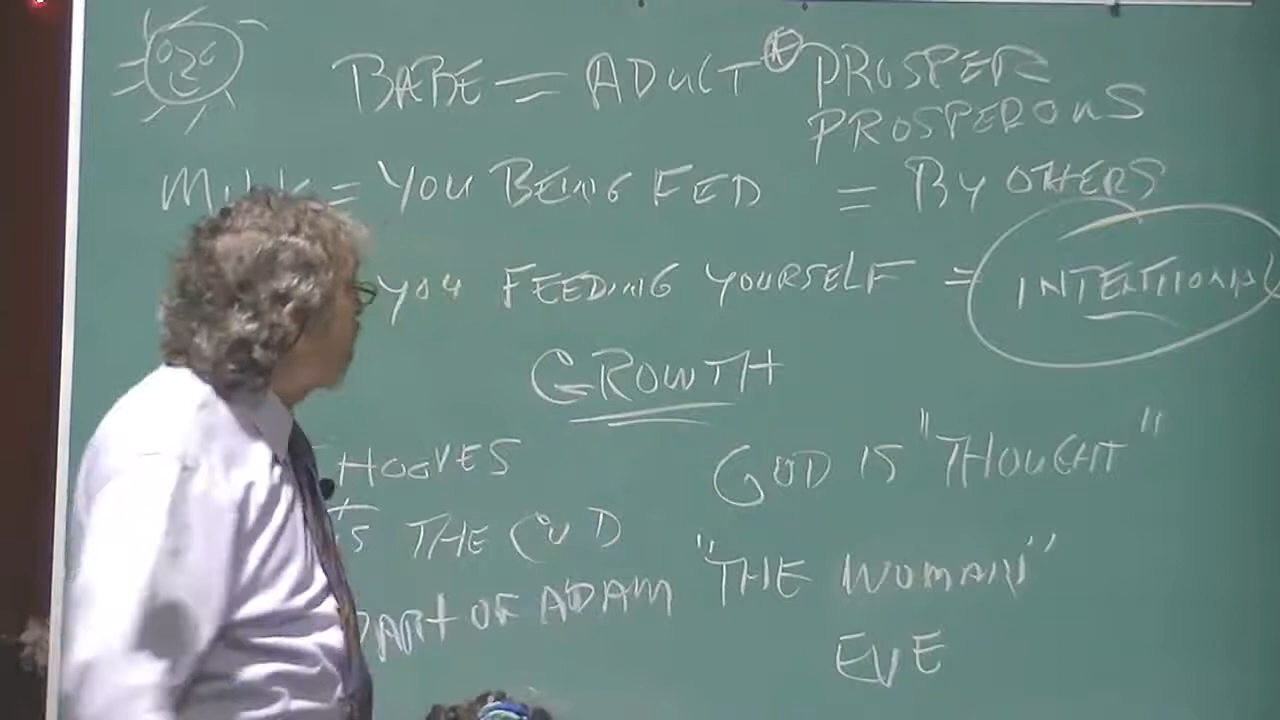 BABE = ADULT PROSPER
PROSPEROUS
MILK = YOU BEING FED = BY OTHERS
YOU FEEDING YOURSELF = INTENTIONAL
GROWTH
HOOVES GOD IS "THOUGHT"
THE CUD "THE WOMAN"
PART OF ADAM
EVE